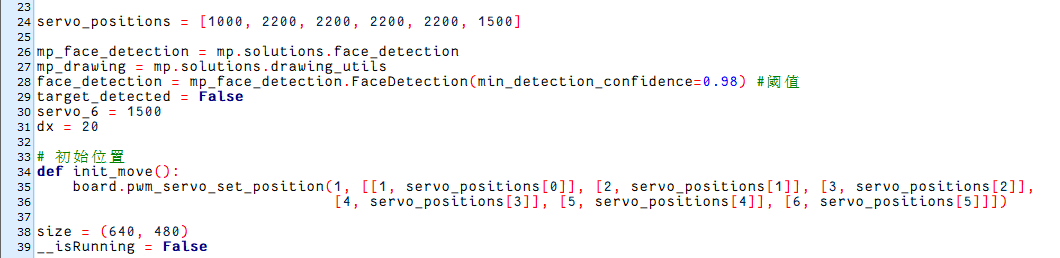 23
24 servo_positions = [1000, 2200, 2200, 2200, 2200, 1500]
25
26 mp_face_detection = mp.solutions.face_detection
27 mp_drawing = mp.solutions.drawing_utils
28 face_detection = mp_face_detection.FaceDetection(min_detection_confidence=0.98) #阈值
29 target_detected = False
30 servo_6 = 1500
31 dx = 20
32
33 # 初始位置
34 def init_move():
35     board.pwm_servo_set_position(1, [[1, servo_positions[0]], [2, servo_positions[1]], [3, servo_positions[2]],
36                                  [4, servo_positions[3]], [5, servo_positions[4]], [6, servo_positions[5]]])
37
38 size = (640, 480)
39 __isRunning = False